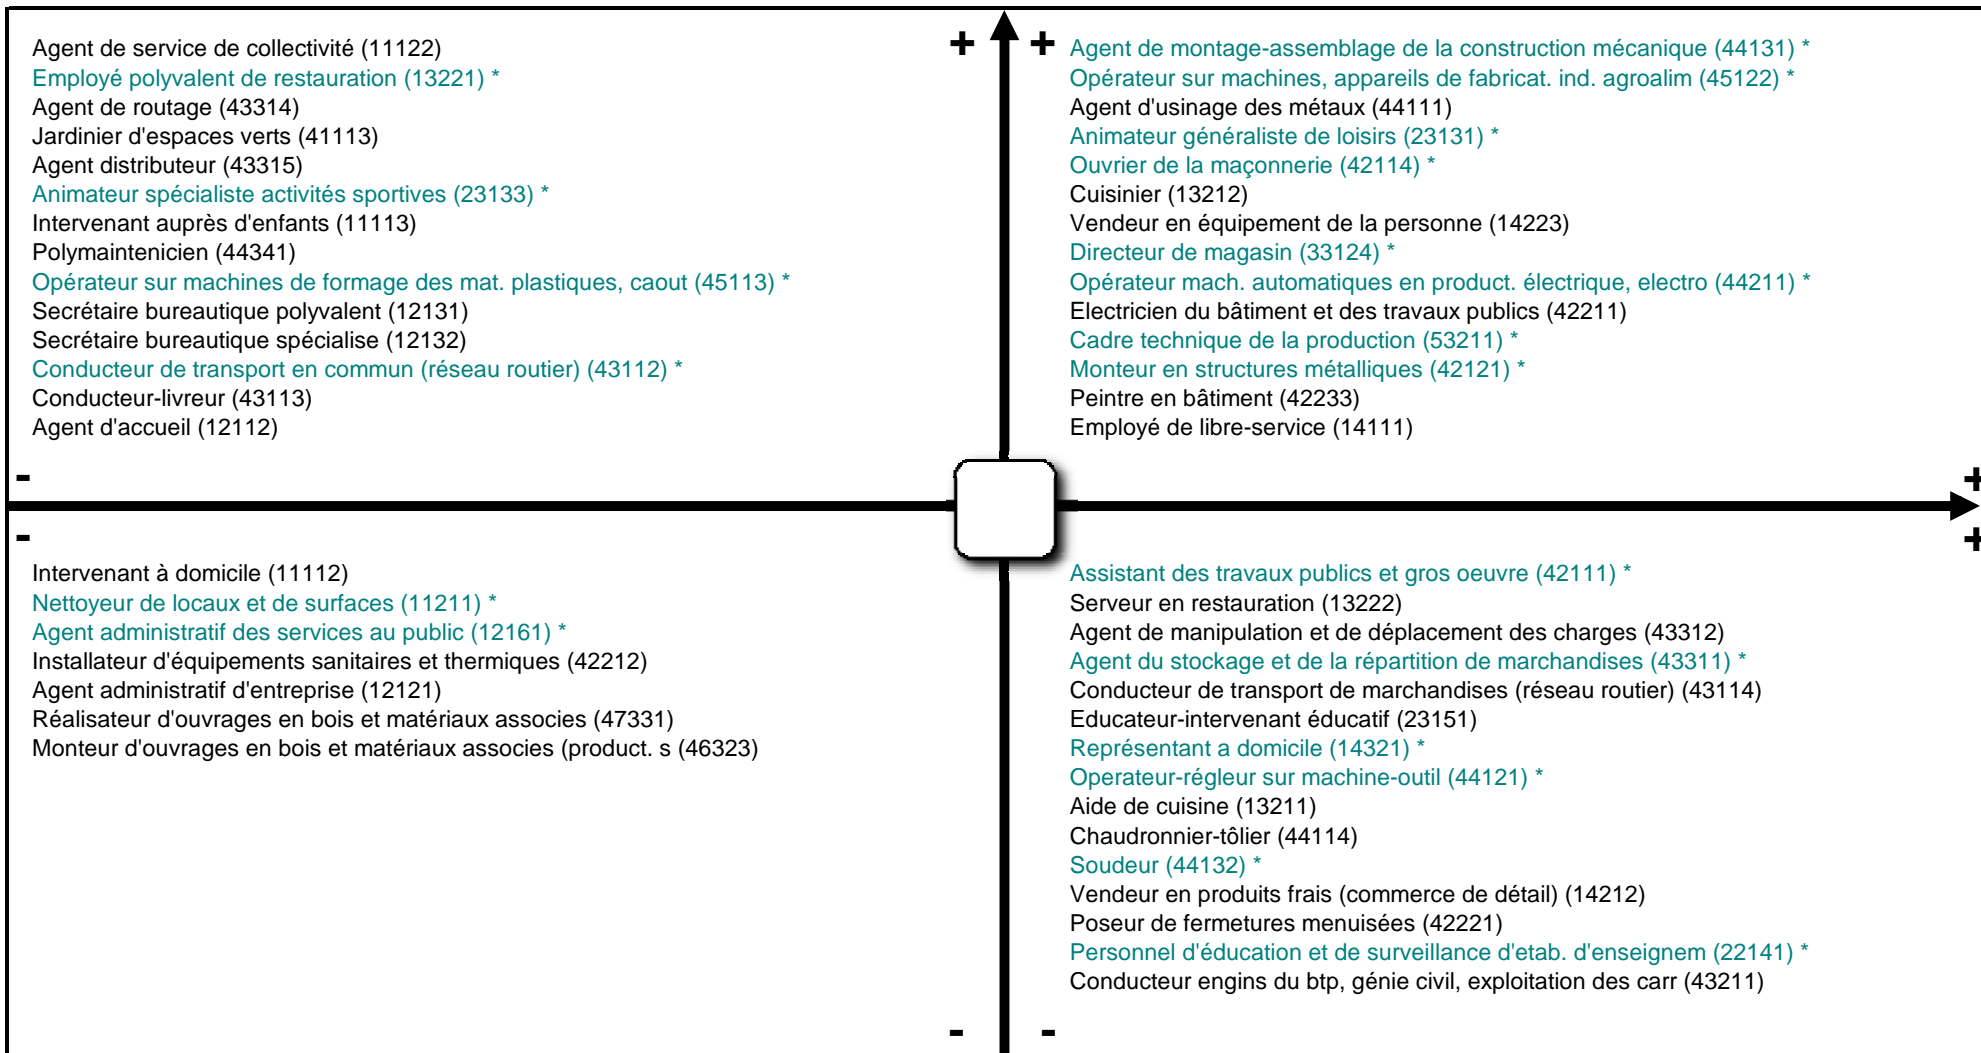 + +
Agent de service de collectivité (11122)
Employé polyvalent de restauration (13221) *
Agent de routage (43314)
Jardinier d'espaces verts (41113)
Agent distributeur (43315)
Animateur spécialiste activités sportives (23133) *
Intervenant auprès d'enfants (11113)
Polymaintenicien (44341)
Opérateur sur machines de formage des mat. plastiques, caout (45113) *
Secrétaire bureautique polyvalent (12131)
Secrétaire bureautique spécialise (12132)
Conducteur de transport en commun (réseau routier) (43112) *
Conducteur-livreur (43113)
Agent d'accueil (12112)
Agent de montage-assemblage de la construction mécanique (44131) *
Opérateur sur machines, appareils de fabricat. ind. agroalim (45122) *
Agent d'usinage des métaux (44111)
Animateur généraliste de loisirs (23131) *
Ouvrier de la maçonnerie (42114) *
Cuisinier (13212)
Vendeur en équipement de la personne (14223)
Directeur de magasin (33124) *
Opérateur mach. automatiques en product. électrique, electro (44211) *
Electricien du bâtiment et des travaux publics (42211)
Cadre technique de la production (53211) *
Monteur en structures métalliques (42121) *
Peintre en bâtiment (42233)
Employé de libre-service (14111)
- +
- +
Intervenant à domicile (11112)
Nettoyeur de locaux et de surfaces (11211) *
Agent administratif des services au public (12161) *
Installateur d'équipements sanitaires et thermiques (42212)
Agent administratif d'entreprise (12121)
Réalisateur d'ouvrages en bois et matériaux associes (47331)
Monteur d'ouvrages en bois et matériaux associes (product. s (46323)
Assistant des travaux publics et gros oeuvre (42111) *
Serveur en restauration (13222)
Agent de manipulation et de déplacement des charges (43312)
Agent du stockage et de la répartition de marchandises (43311) *
Conducteur de transport de marchandises (réseau routier) (43114)
Educateur-intervenant éducatif (23151)
Représentant a domicile (14321) *
Operateur-régleur sur machine-outil (44121) *
Aide de cuisine (13211)
Chaudronnier-tôlier (44114)
Soudeur (44132) *
Vendeur en produits frais (commerce de détail) (14212)
Poseur de fermetures menuisées (42221)
Personnel d'éducation et de surveillance d'etab. d'enseignem (22141) *
Conducteur engins du btp, génie civil, exploitation des carr (43211)
- -